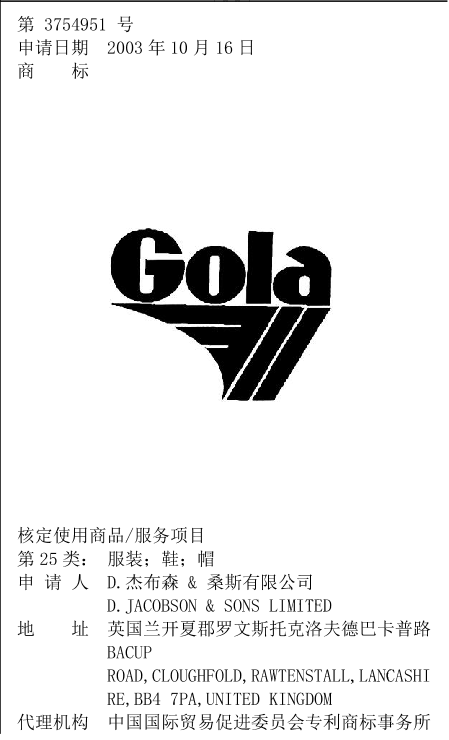 第 3754951 号
申请日期 2003 年 10 月 16 日
商 标
Gola
核定使用商品/服务项目
第 25 类： 服装；鞋；帽
申 请 人 D.杰布森 & 桑斯有限公司
D.JACOBSON & SONS LIMITED
地 址 英国兰开夏郡罗文斯托克洛夫德巴卡普路
BACUP
ROAD,CLOUGHFOLD,RAWTENSTALL,LANCASHI
RE,BB4 7PA,UNITED KINGDOM
代理机构 中国国际贸易促进委员会专利商标事务所